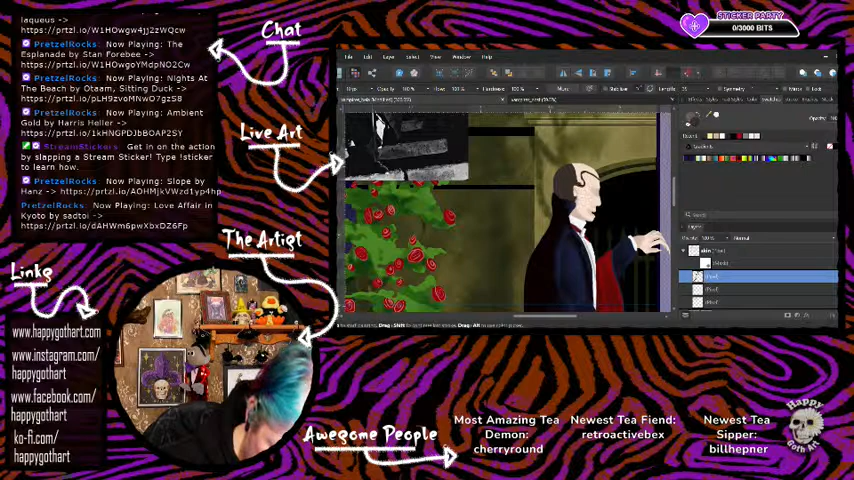 laqueus ->
https://prtzl.io/W1HOwgw4jj2zWQcw
PretzelRocks: Now Playing: The
Esplanade by Stan Forebee ->
https://prtzl.io/W1HOwgoYMdpNO2Cw
PretzelRocks: Now Playing: Nights At
The Beach by Otaam, Sitting Duck ->
https://prtzl.io/pLH9zvoMNwO7gzS8
PretzelRocks: Now Playing: Ambient
Gold by Harris Heller ->
https://prtzl.io/1kHNGPDJbBOAP2SY
StreamStickers: Get in on the action
by slapping a Stream Sticker! Type !sticker
to learn how.
PretzelRocks: Now Playing: Slope by
Hanz -> https://prtzl.io/AOHMjkVWzd1yp4hq
PretzelRocks: Now Playing: Love Affair in
Kyoto by sadtoi ->
https://prtzl.io/dAHWm6pwXbxDZ6Fp
Chat
Live Art
The Artist
Links
www.happygothart.com
www.instagram.com/
happygothart
www.facebook.com/
happygothart
ko-fi.com/
happygothart
STICKER PARTY
0/3000 BITS
Awesome People
Most Amazing Tea
Demon:
cherryround
Newest Tea Fiend:
retroactivebex
Newest Tea
Sipper:
billhepner
Happy
Goth Art